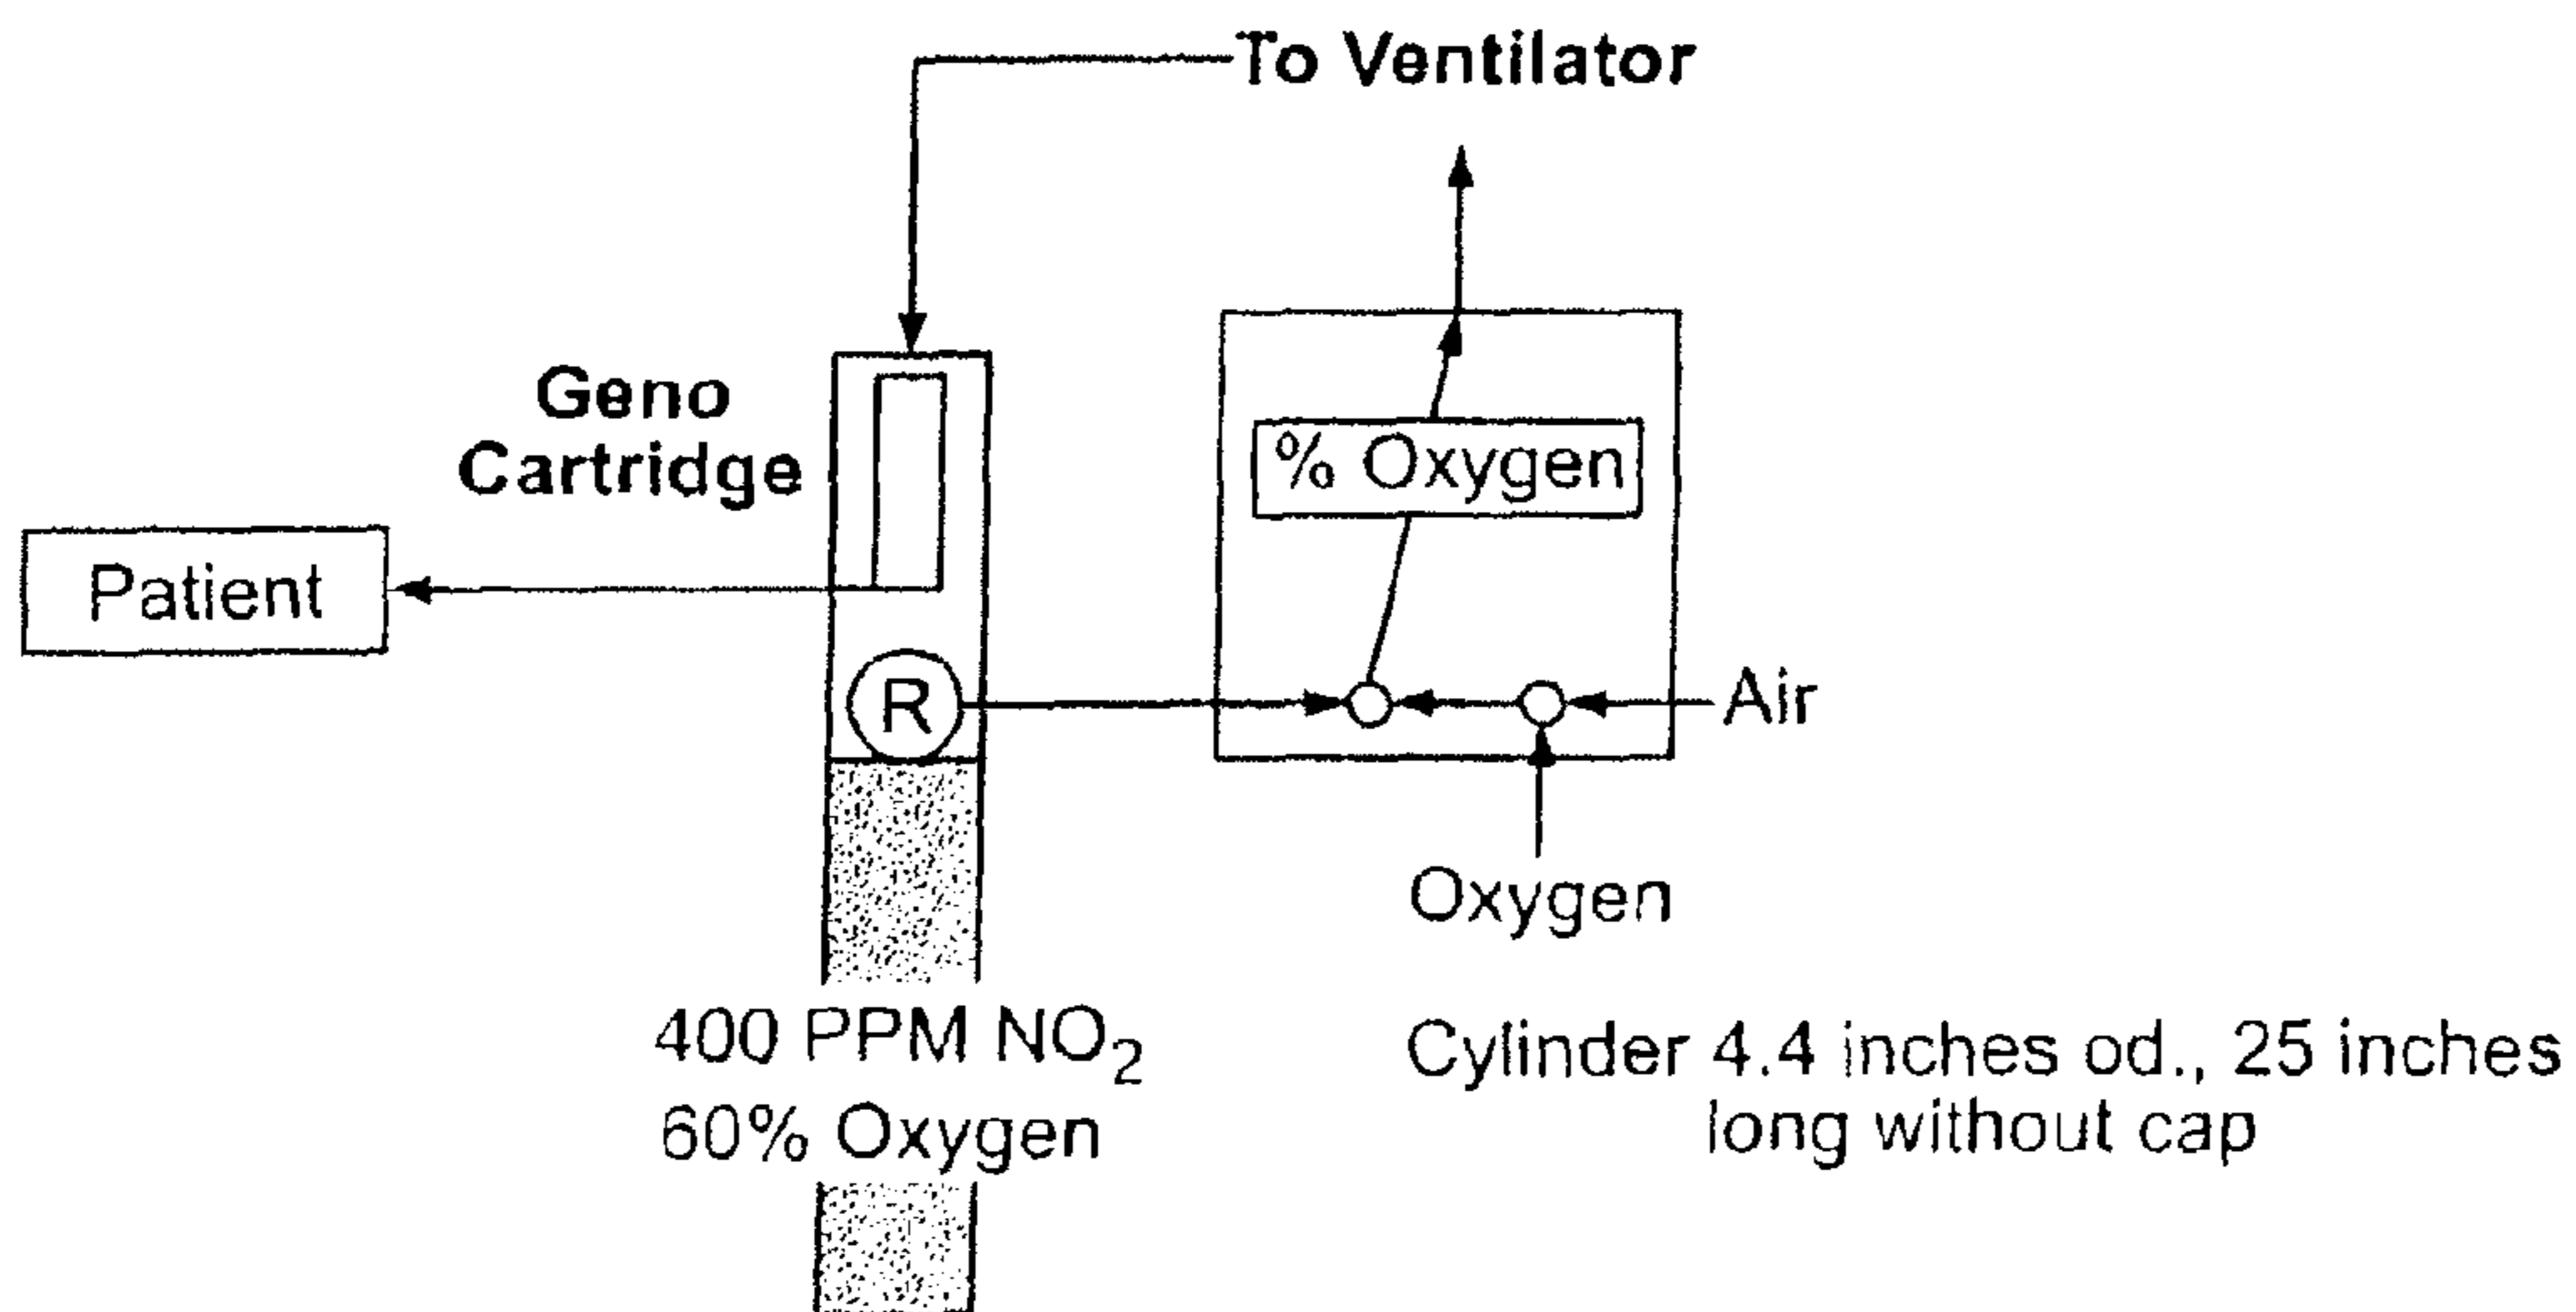 To Ventilator
Geno
Cartridge
% Oxygen
Patient
R
Air
Oxygen
400 PPM NO₂
60% Oxygen
Cylinder 4.4 inches od., 25 inches
long without cap